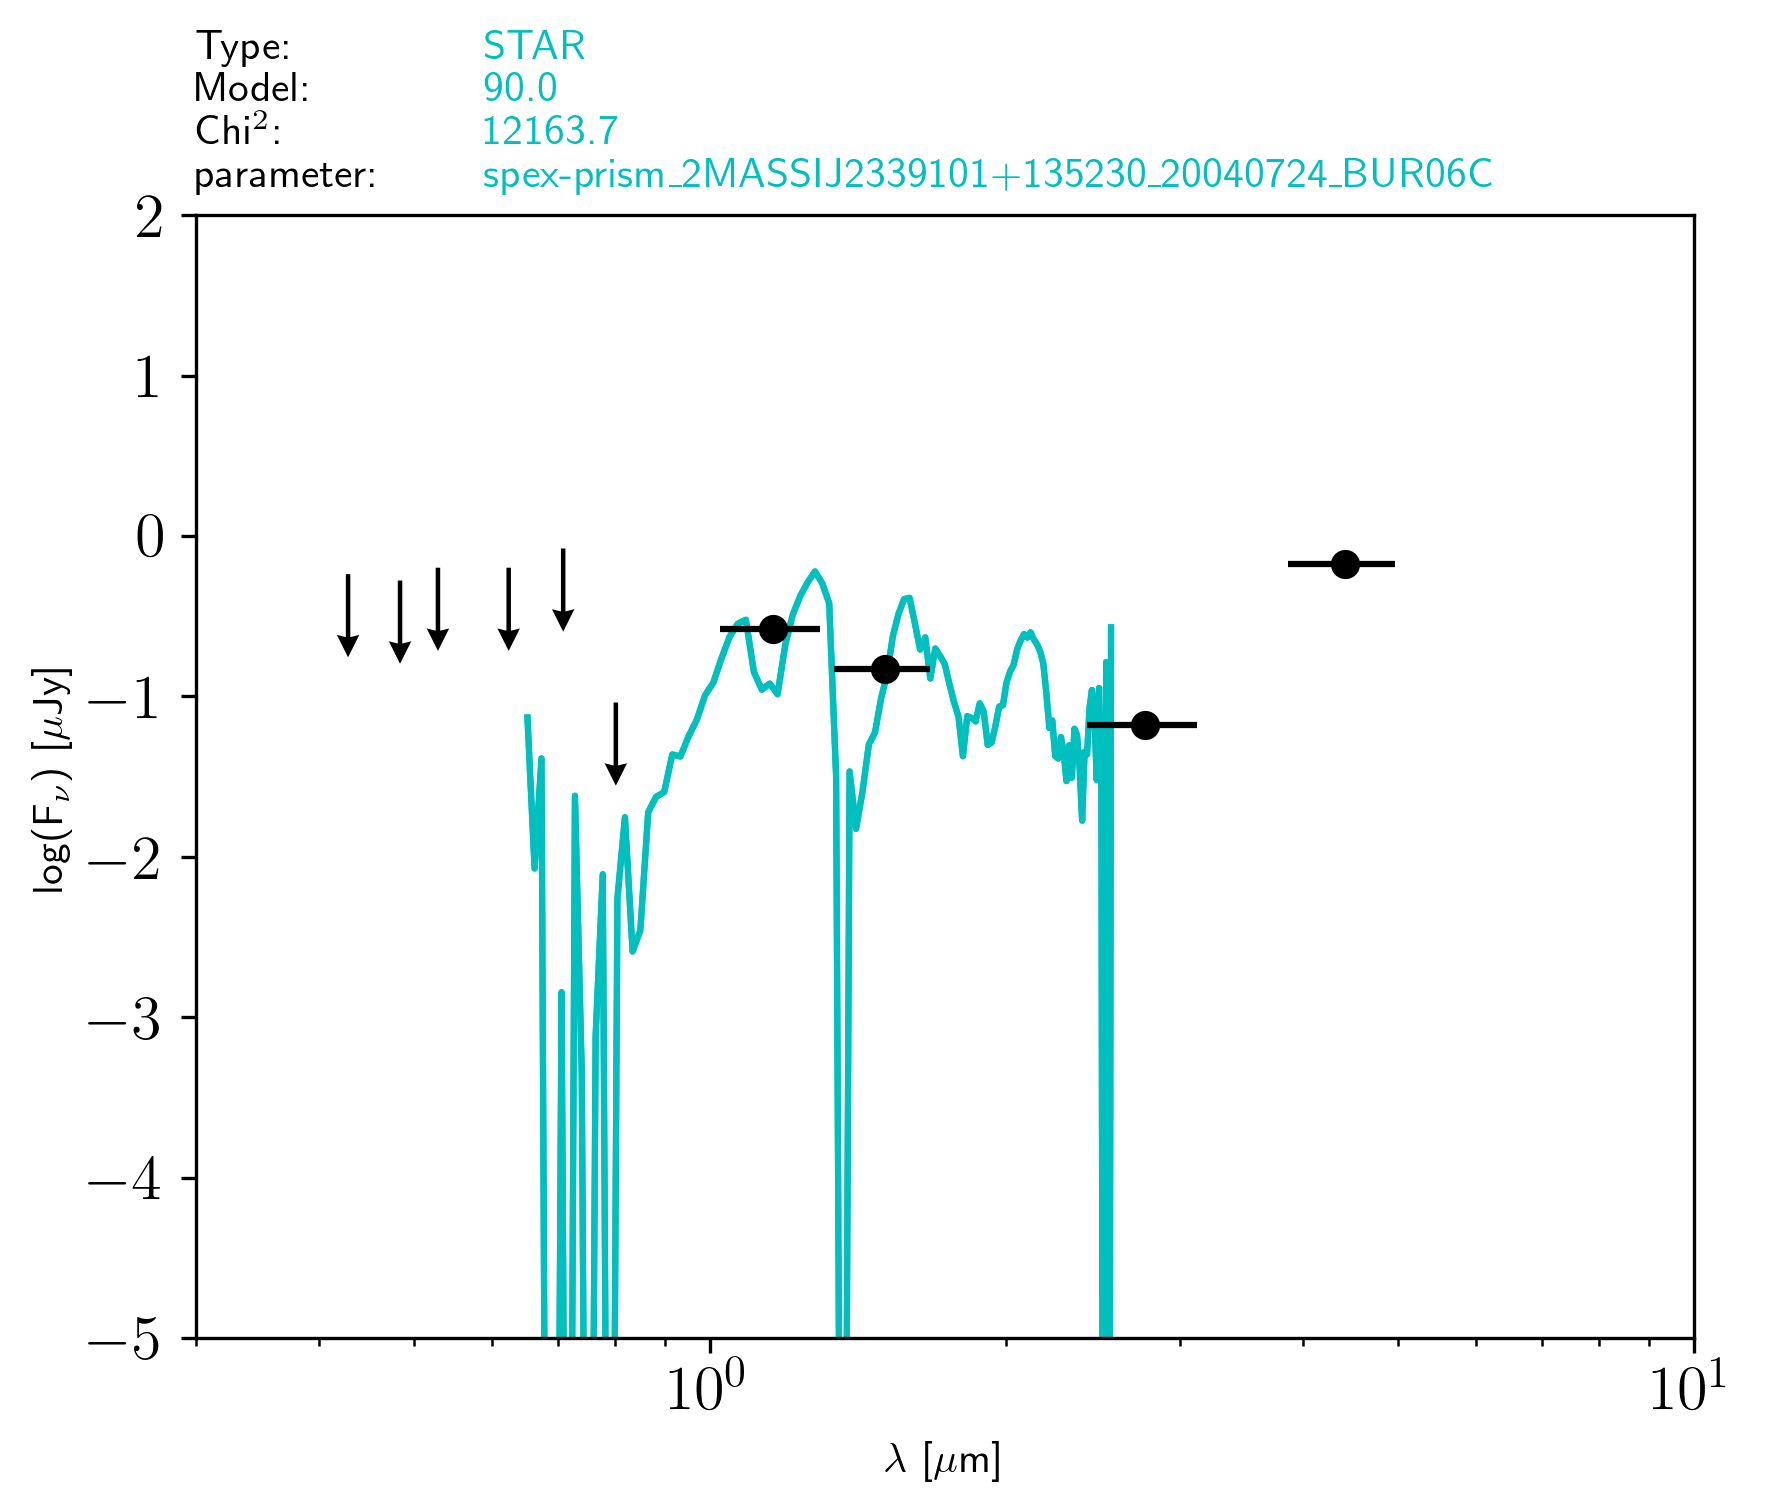 Type: STAR
Model: 90.0
Chi²: 12163.7
parameter: spex-prism_2MASSIJ2339101+135230_20040724_BUR06C
2
1
0
−1
−2
−3
−4
−5
log(Fν) [μJy]
10⁰ 10¹
λ [μm]